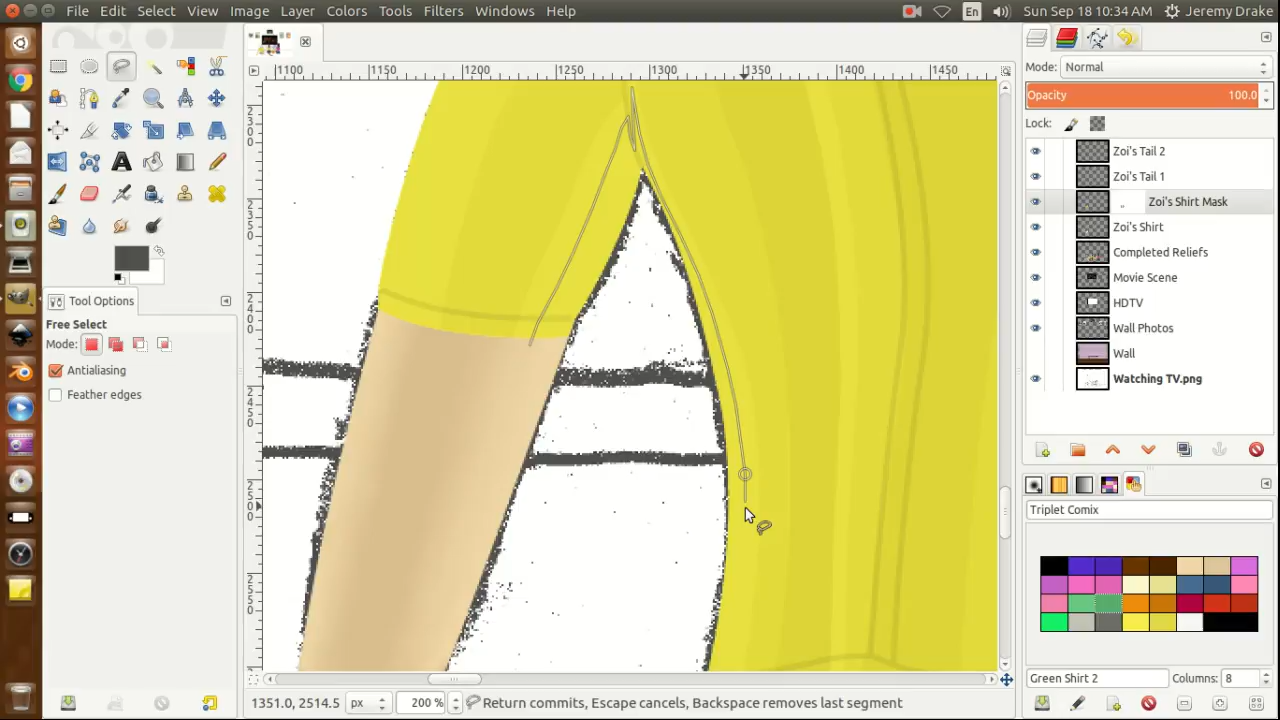 File Edit Select View Image Layer Colors Tools Filters Windows Help En Sun Sep 18 10:34 AM Jeremy Drake
Mode: Normal
Opacity 100.0
Lock:
1100 1150 1200 1250 1300 1350 1400 1450
Zoi's Tail 2
Zoi's Tail 1
Zoi's Shirt Mask
Zoi's Shirt
Completed Reliefs
Movie Scene
HDTV
Wall Photos
Wall
Watching TV.png
Tool Options
Free Select
Mode:
Antialiasing
Feather edges
Triplet Comix
Green Shirt 2 Columns: 8
1351.0, 2514.5 px 200 % Return commits, Escape cancels, Backspace removes last segment